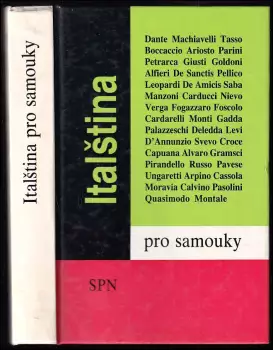 Italština pro samouky
Italština
Dante Machiavelli Tasso
Boccaccio Ariosto Parini
Petrarca Giusti Goldoni
Alfieri De Sanctis Pellico
Leopardi De Amicis Saba
Manzoni Carducci Nievo
Verga Fogazzaro Foscolo
Cardarelli Monti Gadda
Palazzeschi Deledda Levi
D'Annunzio Svevo Croce
Capuana Alvaro Gramsci
Pirandello Russo Pavese
Ungaretti Arpino Cassola
Moravia Calvino Pasolini
Quasimodo Montale
pro samouky
SPN